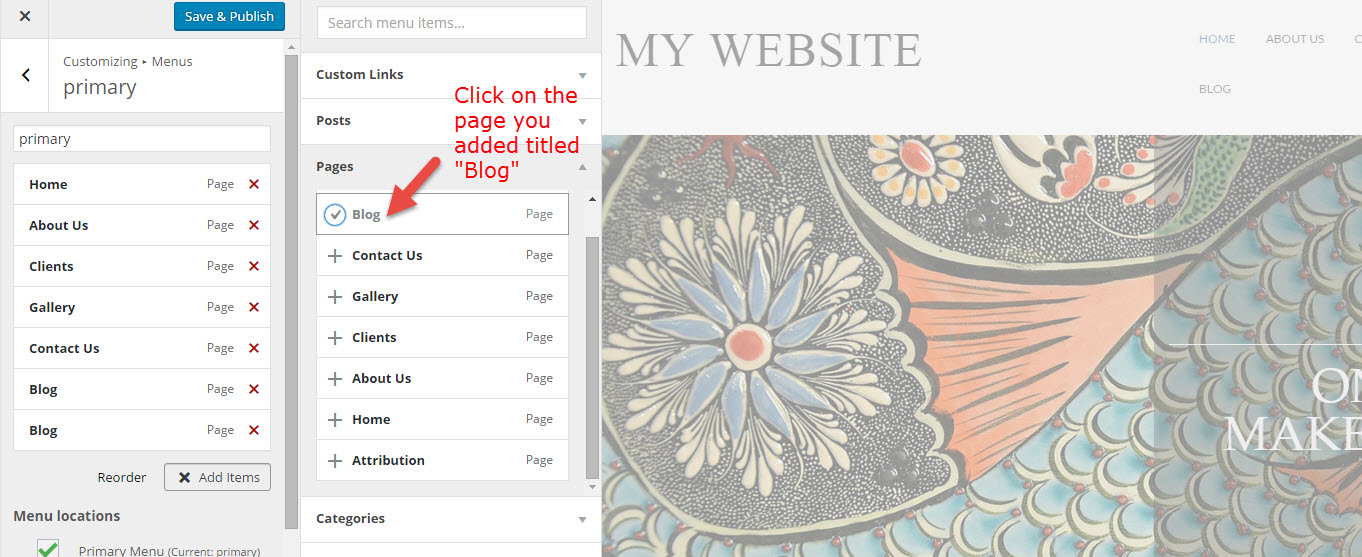 Save & Publish
Customizing ▸ Menus
primary
primary
Home Page
About Us Page
Clients Page
Gallery Page
Contact Us Page
Blog Page
Blog Page
Reorder Add Items
Menu locations
Primary Menu (Current: primary)
Search menu items...
Custom Links
Posts
Pages
Click on the
page you
added titled
"Blog"
Blog Page
Contact Us Page
Gallery Page
Clients Page
About Us Page
Home Page
Attribution Page
Categories
MY WEBSITE
HOME ABOUT US C
BLOG
ON
MAKE